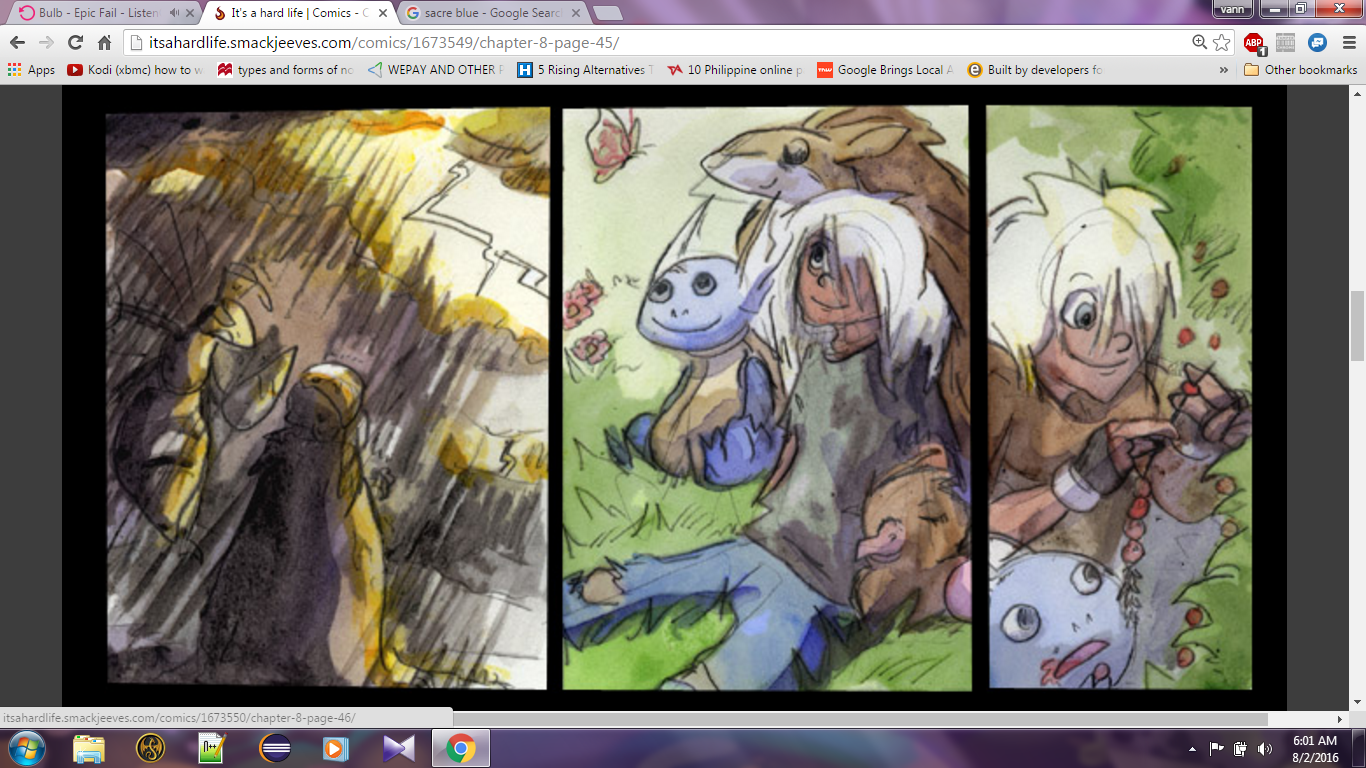 Bulb - Epic Fail - Listen
It's a hard life | Comics - C
sacre blue - Google Search
vann
itsahardlife.smackjeeves.com/comics/1673549/chapter-8-page-45/
ABP
1
Apps
Kodi (xbmc) how to w
types and forms of no
WEPAY AND OTHER P
H
5 Rising Alternatives T
10 Philippine online p
TNW
Google Brings Local A
Built by developers fo
»
Other bookmarks
itsahardlife.smackjeeves.com/comics/1673550/chapter-8-page-46/
N++
6:01 AM
8/2/2016